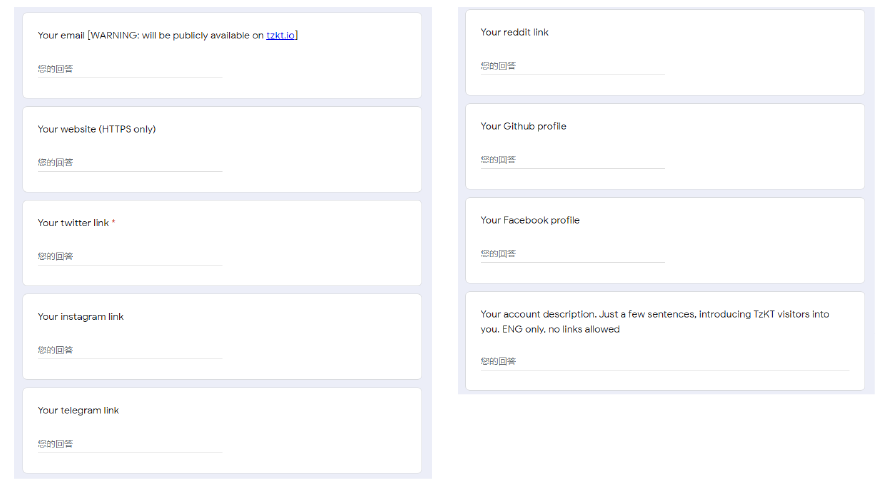 Your email [WARNING: will be publicly available on tzkt.io]
您的回答
Your website (HTTPS only)
您的回答
Your twitter link *
您的回答
Your instagram link
您的回答
Your telegram link
您的回答
Your reddit link
您的回答
Your Github profile
您的回答
Your Facebook profile
您的回答
Your account description. Just a few sentences, introducing TzKT visitors into
you. ENG only, no links allowed
您的回答